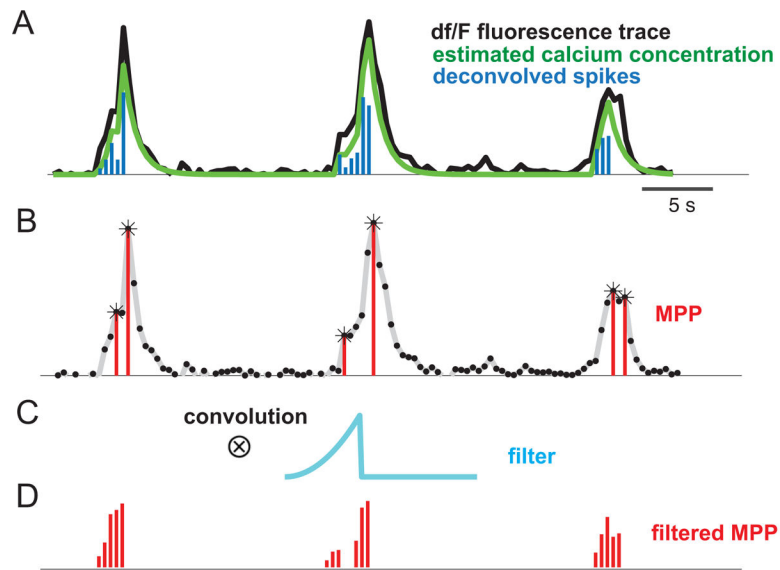 A
df/F fluorescence trace
estimated calcium concentration
deconvolved spikes
5 s
B
MPP
C
convolution
filter
D
filtered MPP